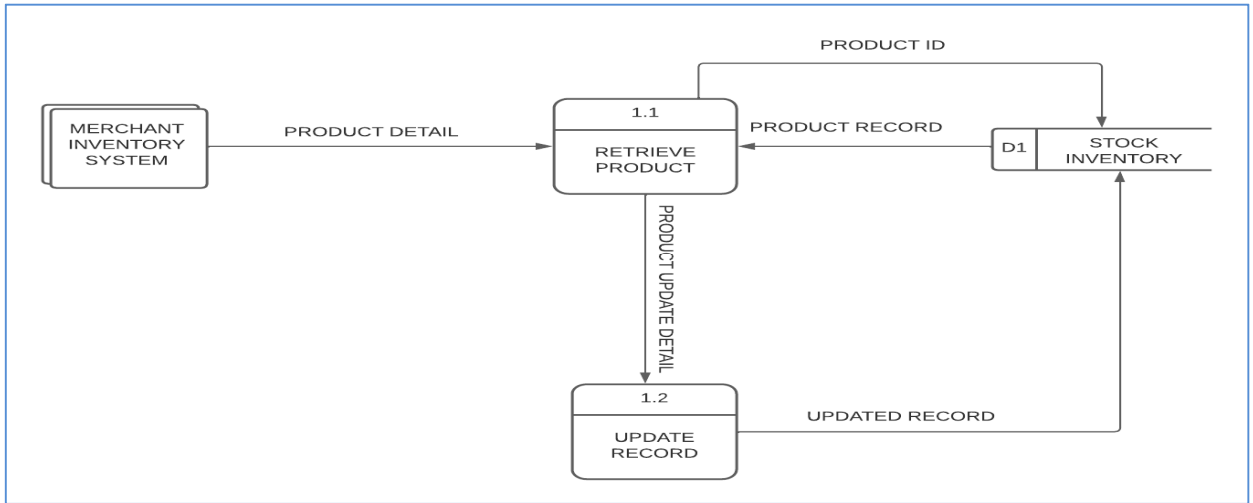 PRODUCT ID
1.1
MERCHANT
INVENTORY
SYSTEM
PRODUCT DETAIL
RETRIEVE
PRODUCT
PRODUCT RECORD
D1
STOCK
INVENTORY
PRODUCT UPDATE DETAIL
1.2
UPDATE
RECORD
UPDATED RECORD